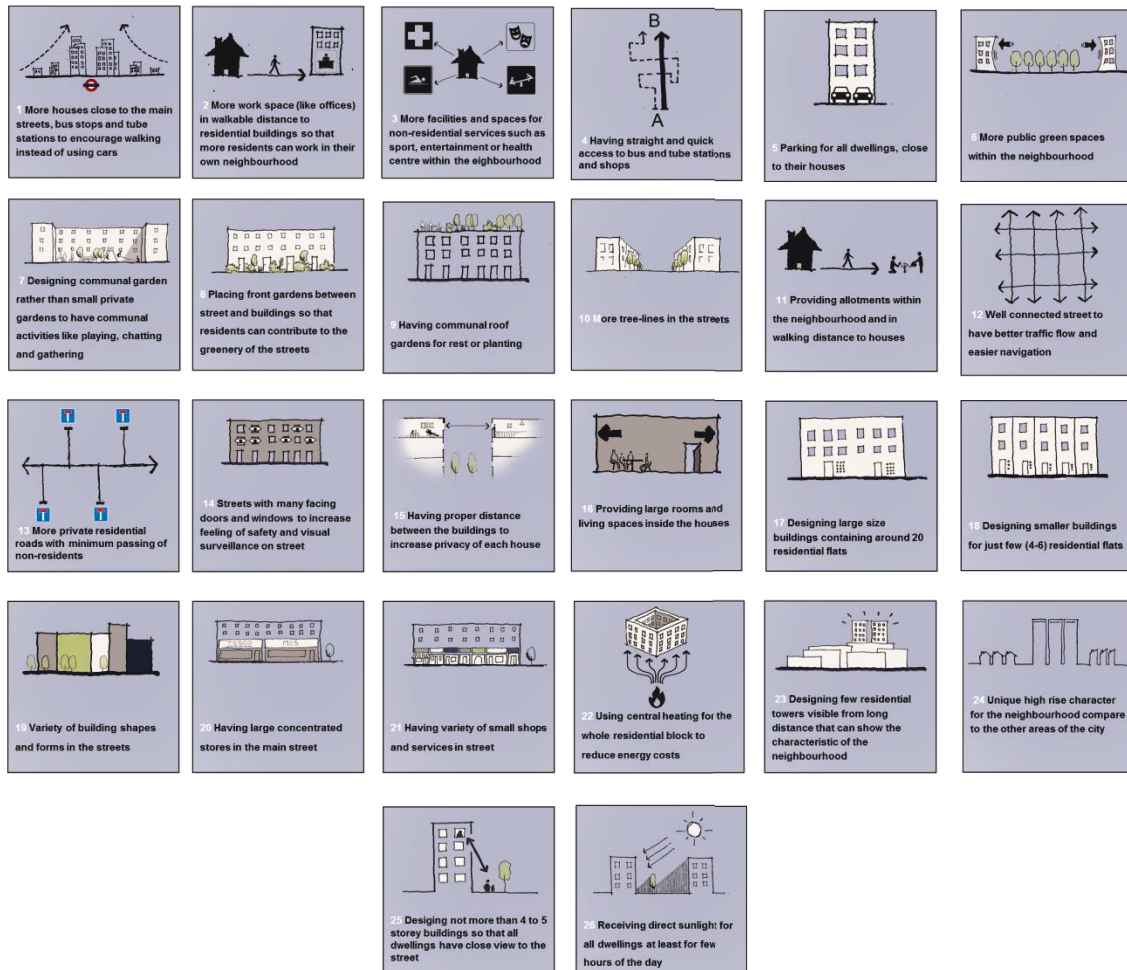 1 More houses close to the main
streets, bus stops and tube
stations to encourage walking
instead of using cars
2 More work space (like offices)
in walkable distance to
residential buildings so that
more residents can work in their
own neighbourhood
3 More facilities and spaces for
non-residential services such as
sport, entertainment or health
centre within the eighbourhood
B
A
4 Having straight and quick
access to bus and tube stations
and shops
5 Parking for all dwellings, close
to their houses
6 More public green spaces
within the neighbourhood
7 Designing communal garden
rather than small private
gardens to have communal
activities like playing, chatting
and gathering
8 Placing front gardens between
street and buildings so that
residents can contribute to the
greenery of the streets
9 Having communal roof
gardens for rest or planting
10 More tree-lines in the streets
11 Providing allotments within
the neighbourhood and in
walking distance to houses
12 Well connected street to
have better traffic flow and
easier navigation
13 More private residential
roads with minimum passing of
non-residents
14 Streets with many facing
doors and windows to increase
feeling of safety and visual
surveillance on street
15 Having proper distance
between the buildings to
increase privacy of each house
16 Providing large rooms and
living spaces inside the houses
17 Designing large size
buildings containing around 20
residential flats
18 Designing smaller buildings
for just few (4-6) residential flats
19 Variety of building shapes
and forms in the streets
TESCO M&S
20 Having large concentrated
stores in the main street
21 Having variety of small shops
and services in street
22 Using central heating for the
whole residential block to
reduce energy costs
23 Designing few residential
towers visible from long
distance that can show the
characteristic of the
neighbourhood
24 Unique high rise character
for the neighbourhood compare
to the other areas of the city
25 Desiging not more than 4 to 5
storey buildings so that all
dwellings have close view to the
street
26 Receiving direct sunlight for
all dwellings at least for few
hours of the day